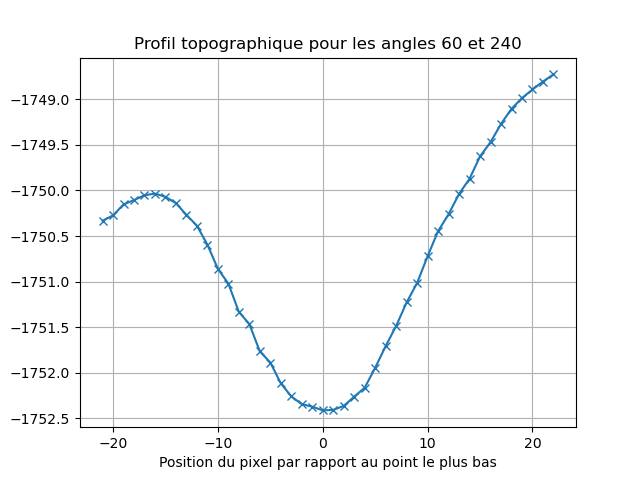 Profil topographique pour les angles 60 et 240
−1749.0
−1749.5
−1750.0
−1750.5
−1751.0
−1751.5
−1752.0
−1752.5
−20 −10 0 10 20
Position du pixel par rapport au point le plus bas